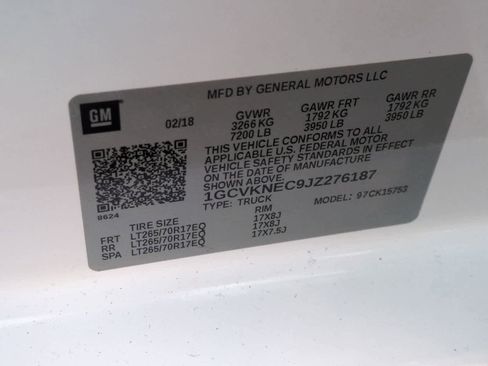 MFD BY GENERAL MOTORS LLC
GM
02/18
GVWR GAWR FRT GAWR RR
3266 KG 1792 KG 1792 KG
7200 LB 3950 LB 3950 LB
THIS VEHICLE CONFORMS TO ALL
APPLICABLE U.S. FEDERAL MOTOR
VEHICLE SAFETY STANDARDS IN EFFECT
ON THE DATE OF MANUFACTURE
1GCVKNEC9JZ276187
TYPE: TRUCK MODEL: 97CK15753
8624
TIRE SIZE RIM
FRT LT265/70R17EQ 17X8J
RR LT265/70R17EQ 17X8J
SPA LT265/70R17EQ 17X7.5J